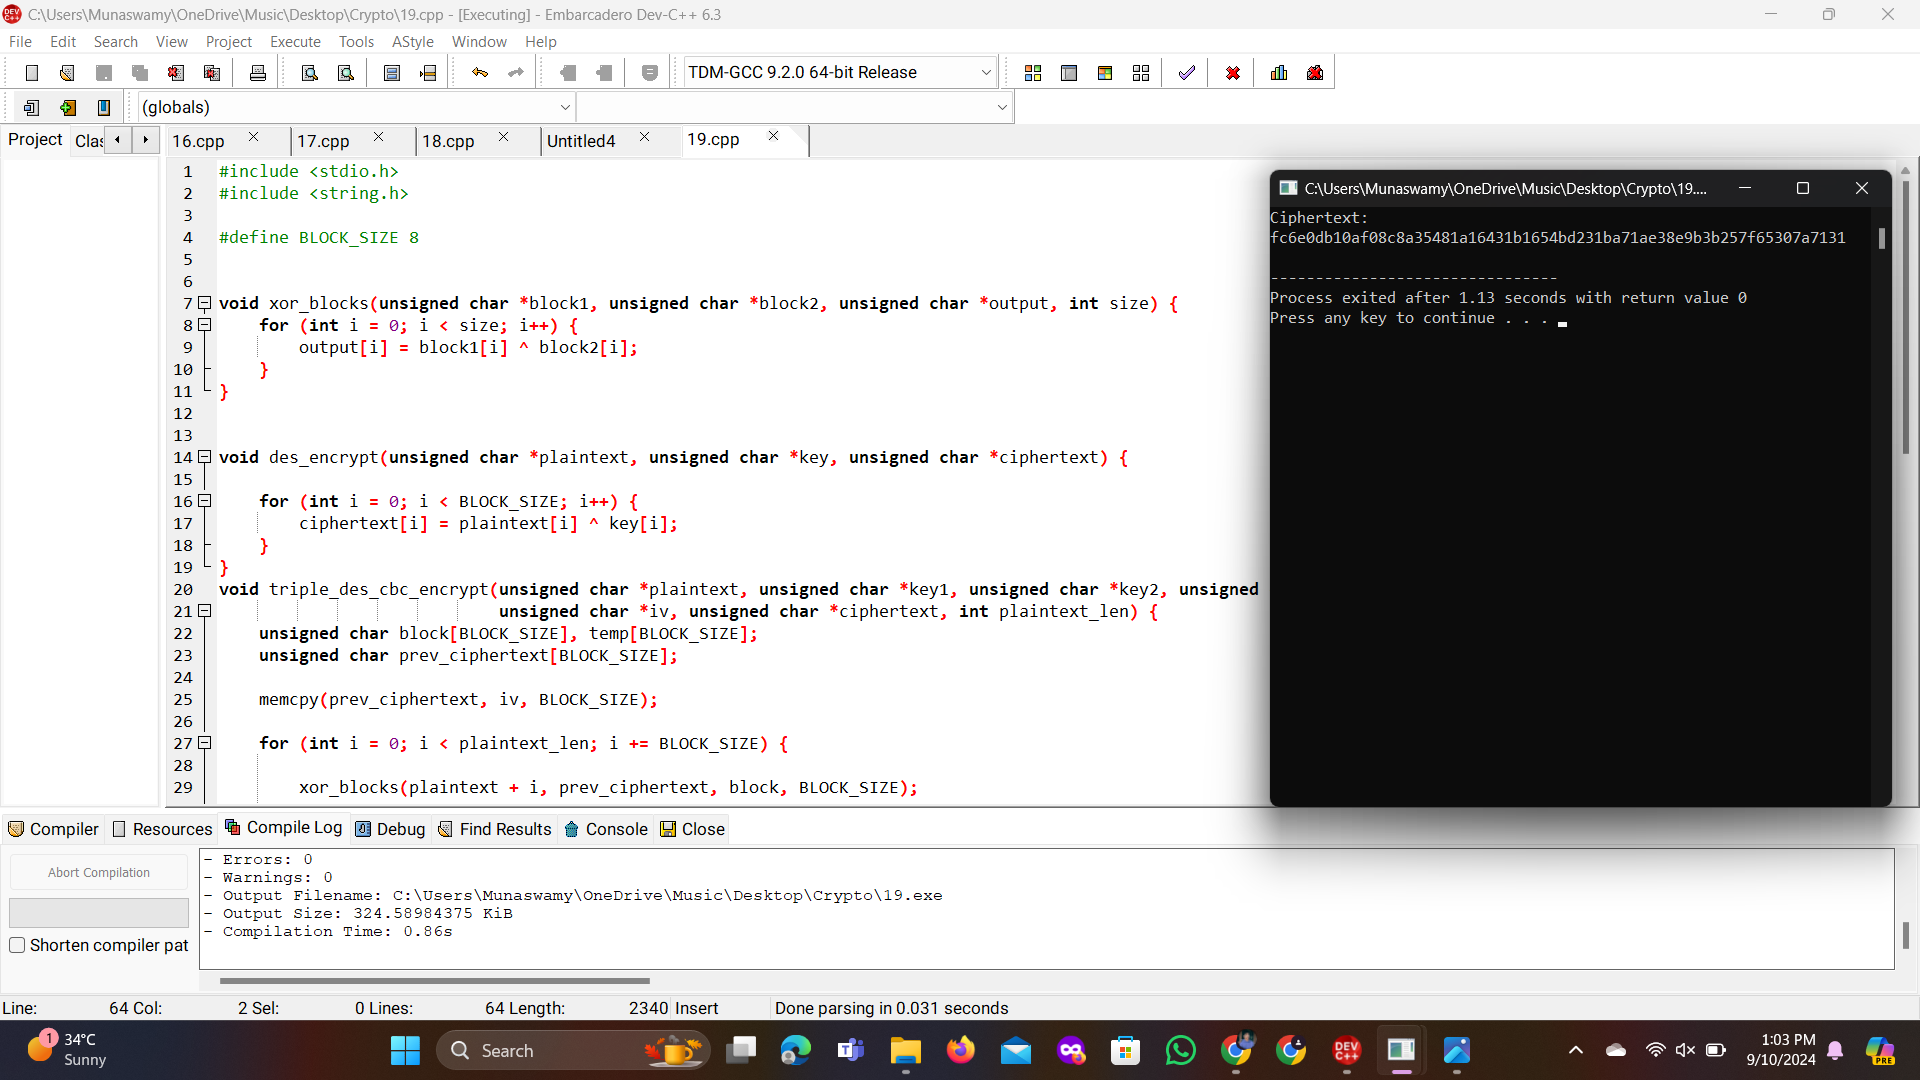 C:\Users\Munaswamy\OneDrive\Music\Desktop\Crypto\19.cpp - [Executing] - Embarcadero Dev-C++ 6.3
File Edit Search View Project Execute Tools AStyle Window Help
TDM-GCC 9.2.0 64-bit Release
(globals)
Project Clas 16.cpp 17.cpp 18.cpp Untitled4 19.cpp
1 #include <stdio.h>
2 #include <string.h>
3
4 #define BLOCK_SIZE 8
5
6
7 void xor_blocks(unsigned char *block1, unsigned char *block2, unsigned char *output, int size) {
8 for (int i = 0; i < size; i++) {
9 output[i] = block1[i] ^ block2[i];
10 }
11 }
12
13
14 void des_encrypt(unsigned char *plaintext, unsigned char *key, unsigned char *ciphertext) {
15
16 for (int i = 0; i < BLOCK_SIZE; i++) {
17 ciphertext[i] = plaintext[i] ^ key[i];
18 }
19 }
20 void triple_des_cbc_encrypt(unsigned char *plaintext, unsigned char *key1, unsigned char *key2, unsigned
21 unsigned char *iv, unsigned char *ciphertext, int plaintext_len) {
22 unsigned char block[BLOCK_SIZE], temp[BLOCK_SIZE];
23 unsigned char prev_ciphertext[BLOCK_SIZE];
24
25 memcpy(prev_ciphertext, iv, BLOCK_SIZE);
26
27 for (int i = 0; i < plaintext_len; i += BLOCK_SIZE) {
28
29 xor_blocks(plaintext + i, prev_ciphertext, block, BLOCK_SIZE);
C:\Users\Munaswamy\OneDrive\Music\Desktop\Crypto\19....
Ciphertext:
fc6e0db10af08c8a35481a16431b1654bd231ba71ae38e9b3b257f65307a7131
--------------------------------
Process exited after 1.13 seconds with return value 0
Press any key to continue . . .
Compiler Resources Compile Log Debug Find Results Console Close
Abort Compilation
Shorten compiler pat
- Errors: 0
- Warnings: 0
- Output Filename: C:\Users\Munaswamy\OneDrive\Music\Desktop\Crypto\19.exe
- Output Size: 324.58984375 KiB
- Compilation Time: 0.86s
Line: 64 Col: 2 Sel: 0 Lines: 64 Length: 2340 Insert Done parsing in 0.031 seconds
1
34°C
Sunny
Search
DEV C++
1:03 PM
9/10/2024
PRE